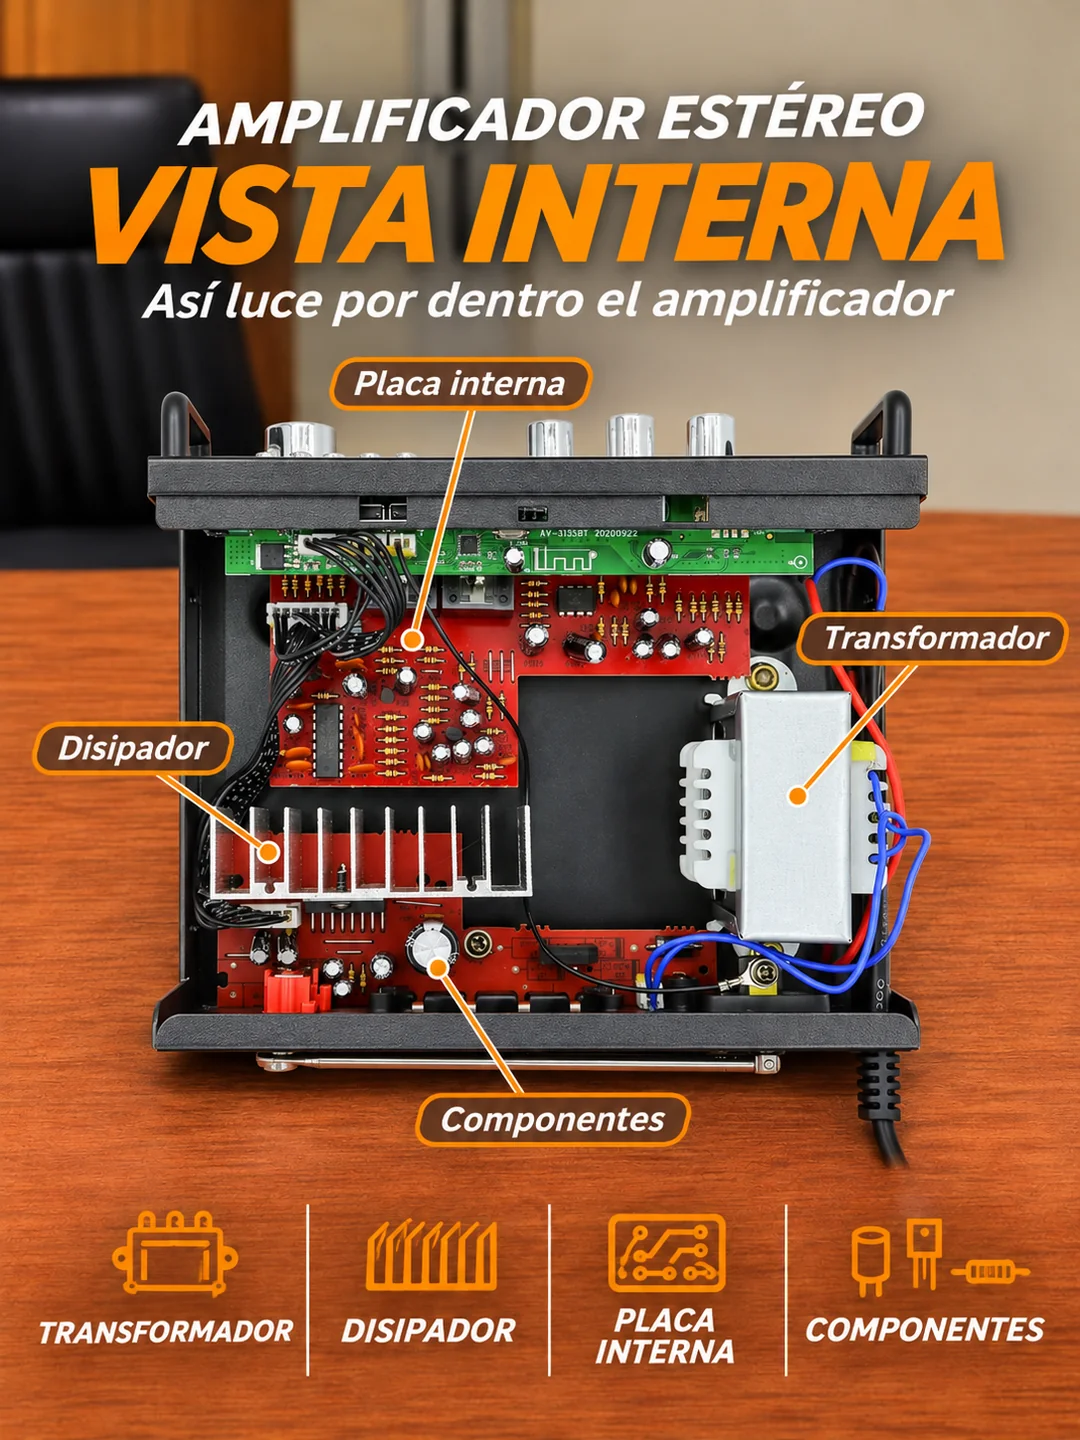 AMPLIFICADOR ESTÉREO
VISTA INTERNA
Así luce por dentro el amplificador
Placa interna
AV-3135BT 20200922
Transformador
Disipador
Componentes
TRANSFORMADOR
DISIPADOR
PLACA
INTERNA
COMPONENTES